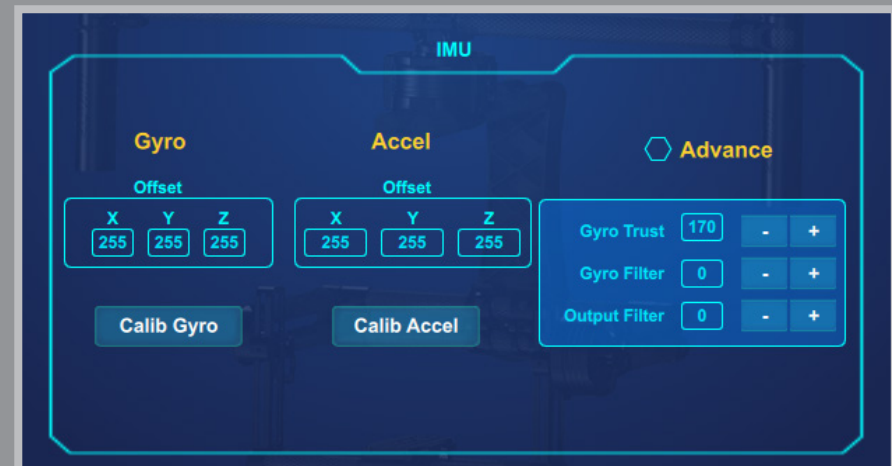 IMU
Gyro
Offset
X Y Z
255 255 255
Calib Gyro
Accel
Offset
X Y Z
255 255 255
Calib Accel
Advance
Gyro Trust 170 - +
Gyro Filter 0 - +
Output Filter 0 - +